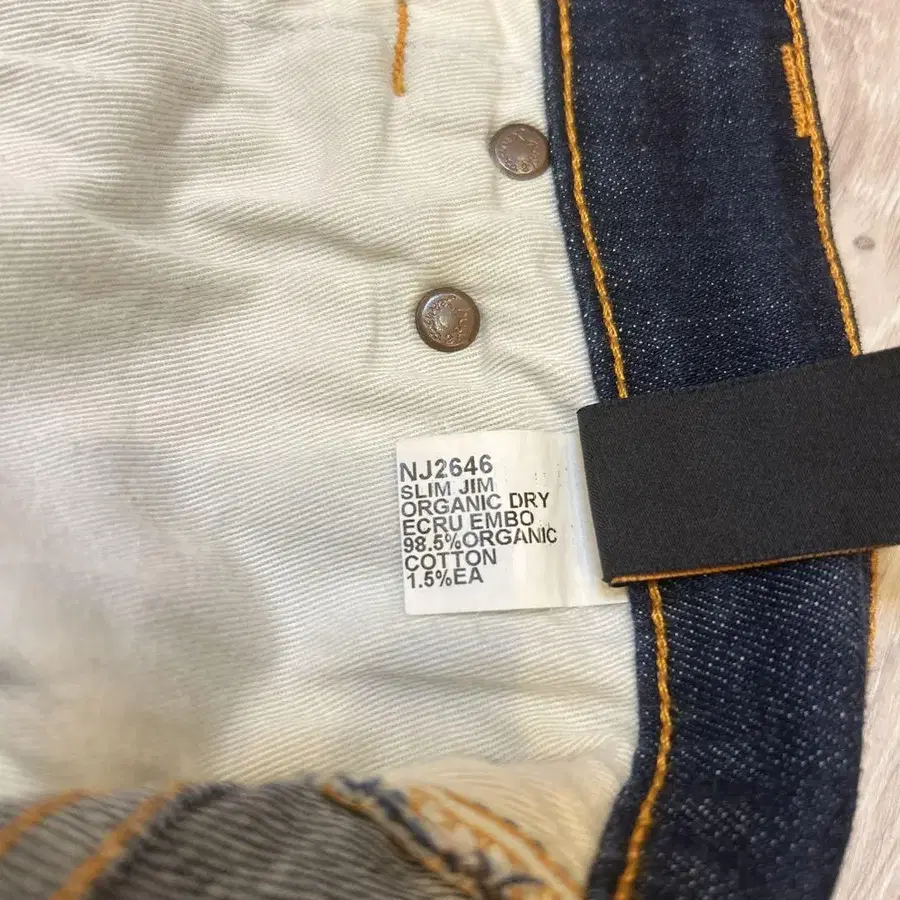 NJ2646
SLIM JIM
ORGANIC DRY
ECRU EMBO
98.5%ORGANIC
COTTON
1.5%EA